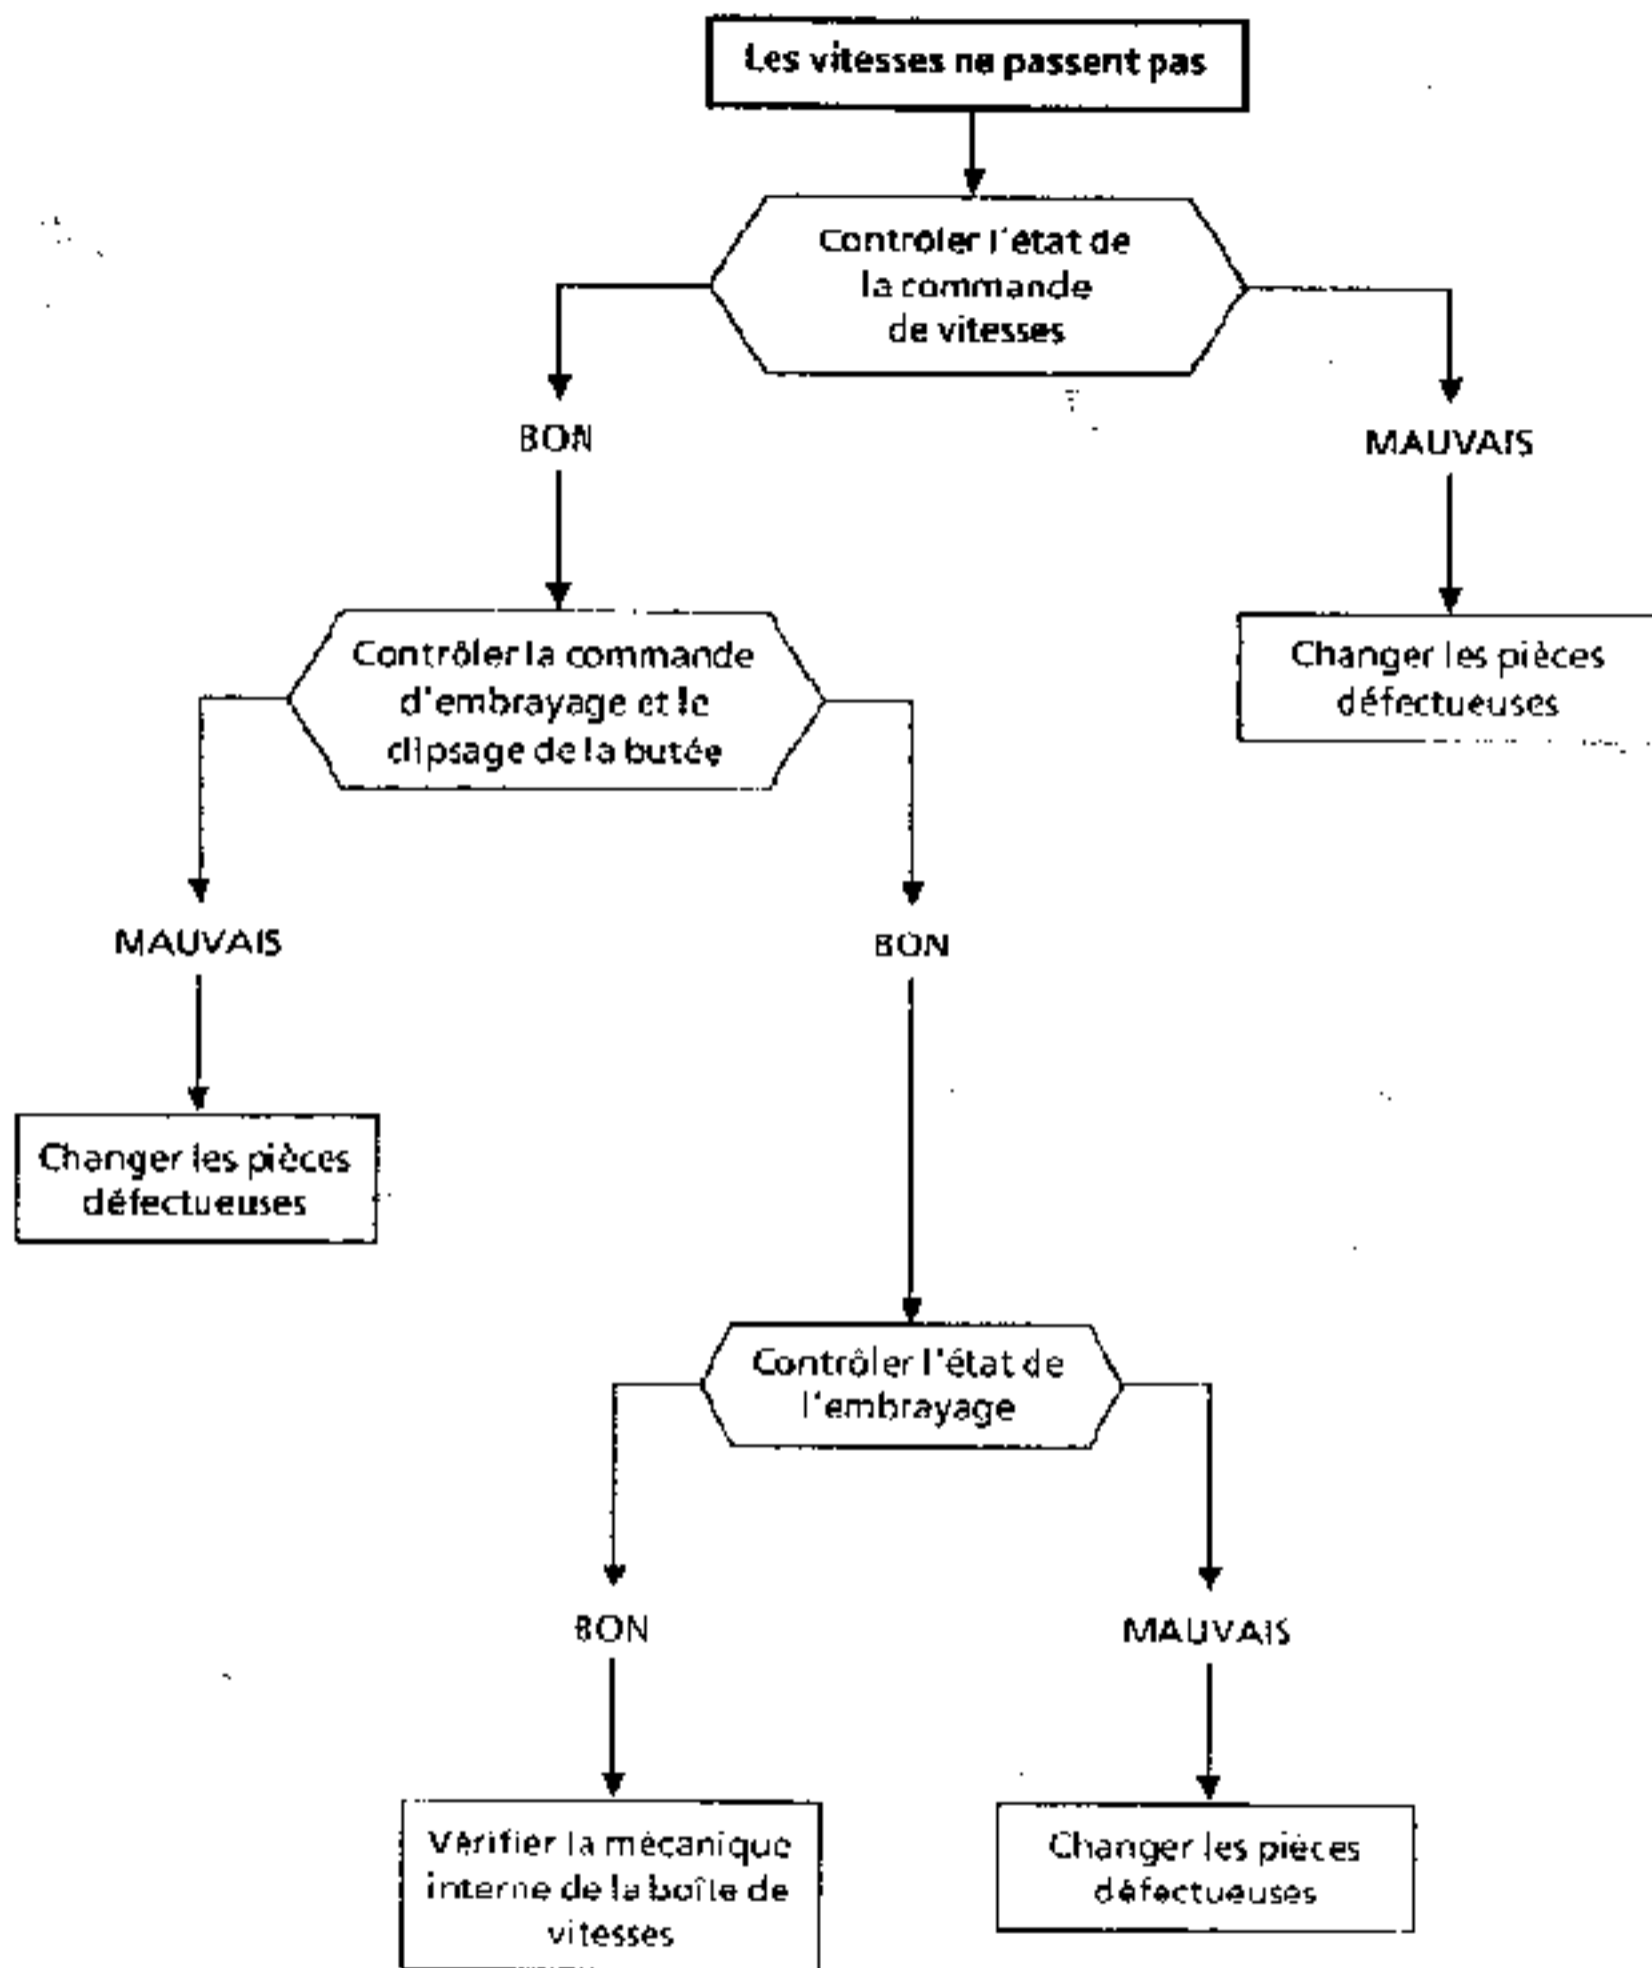 Les vitesses ne passent pas
Contrôler l'état de
la commande
de vitesses
BON
MAUVAIS
Contrôler la commande
d'embrayage et le
clipsage de la butée
Changer les pièces
défectueuses
MAUVAIS
BON
Changer les pièces
défectueuses
Contrôler l'état de
l'embrayage
BON
MAUVAIS
Vérifier la mécanique
interne de la boîte de
vitesses
Changer les pièces
défectueuses